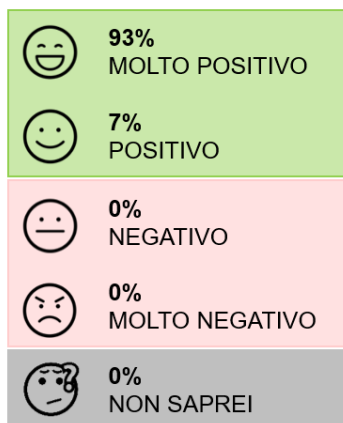 93%
MOLTO POSITIVO
7%
POSITIVO
0%
NEGATIVO
0%
MOLTO NEGATIVO
0%
NON SAPREI